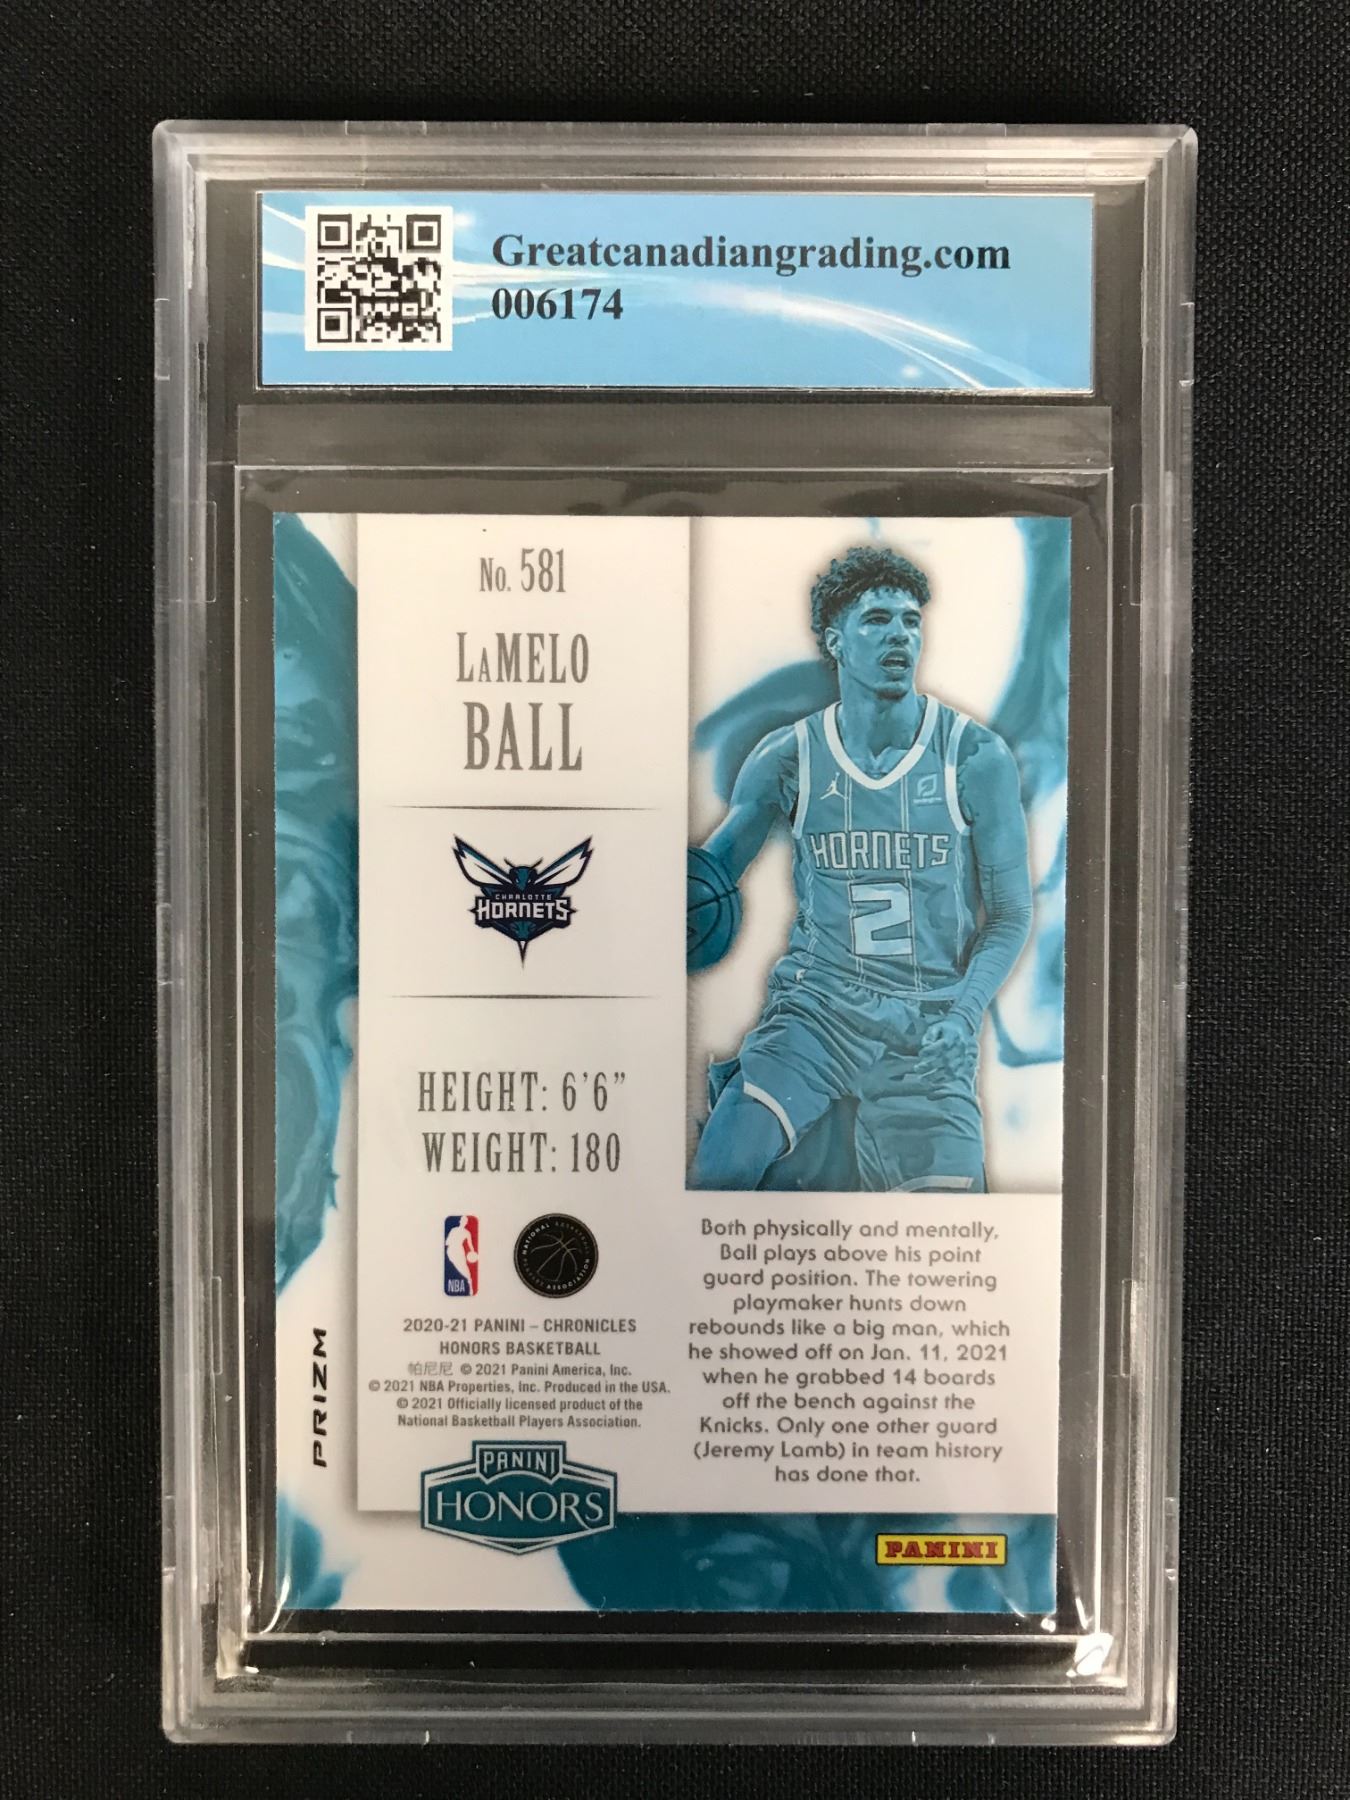 Greatcanadiangrading.com
006174
No. 581
LaMELO
BALL
CHARLOTTE
HORNETS
HORNETS
2
HEIGHT: 6'6"
WEIGHT: 180
NBA
NATIONAL BASKETBALL
PLAYERS ASSOCIATION
2020-21 PANINI – CHRONICLES
HONORS BASKETBALL
帕尼尼 © 2021 Panini America, Inc.
© 2021 NBA Properties, Inc. Produced in the USA.
© 2021 Officially licensed product of the
National Basketball Players Association.
PRIZM
PANINI
HONORS
Both physically and mentally,
Ball plays above his point
guard position. The towering
playmaker hunts down
rebounds like a big man, which
he showed off on Jan. 11, 2021
when he grabbed 14 boards
off the bench against the
Knicks. Only one other guard
(Jeremy Lamb) in team history
has done that.
PANINI